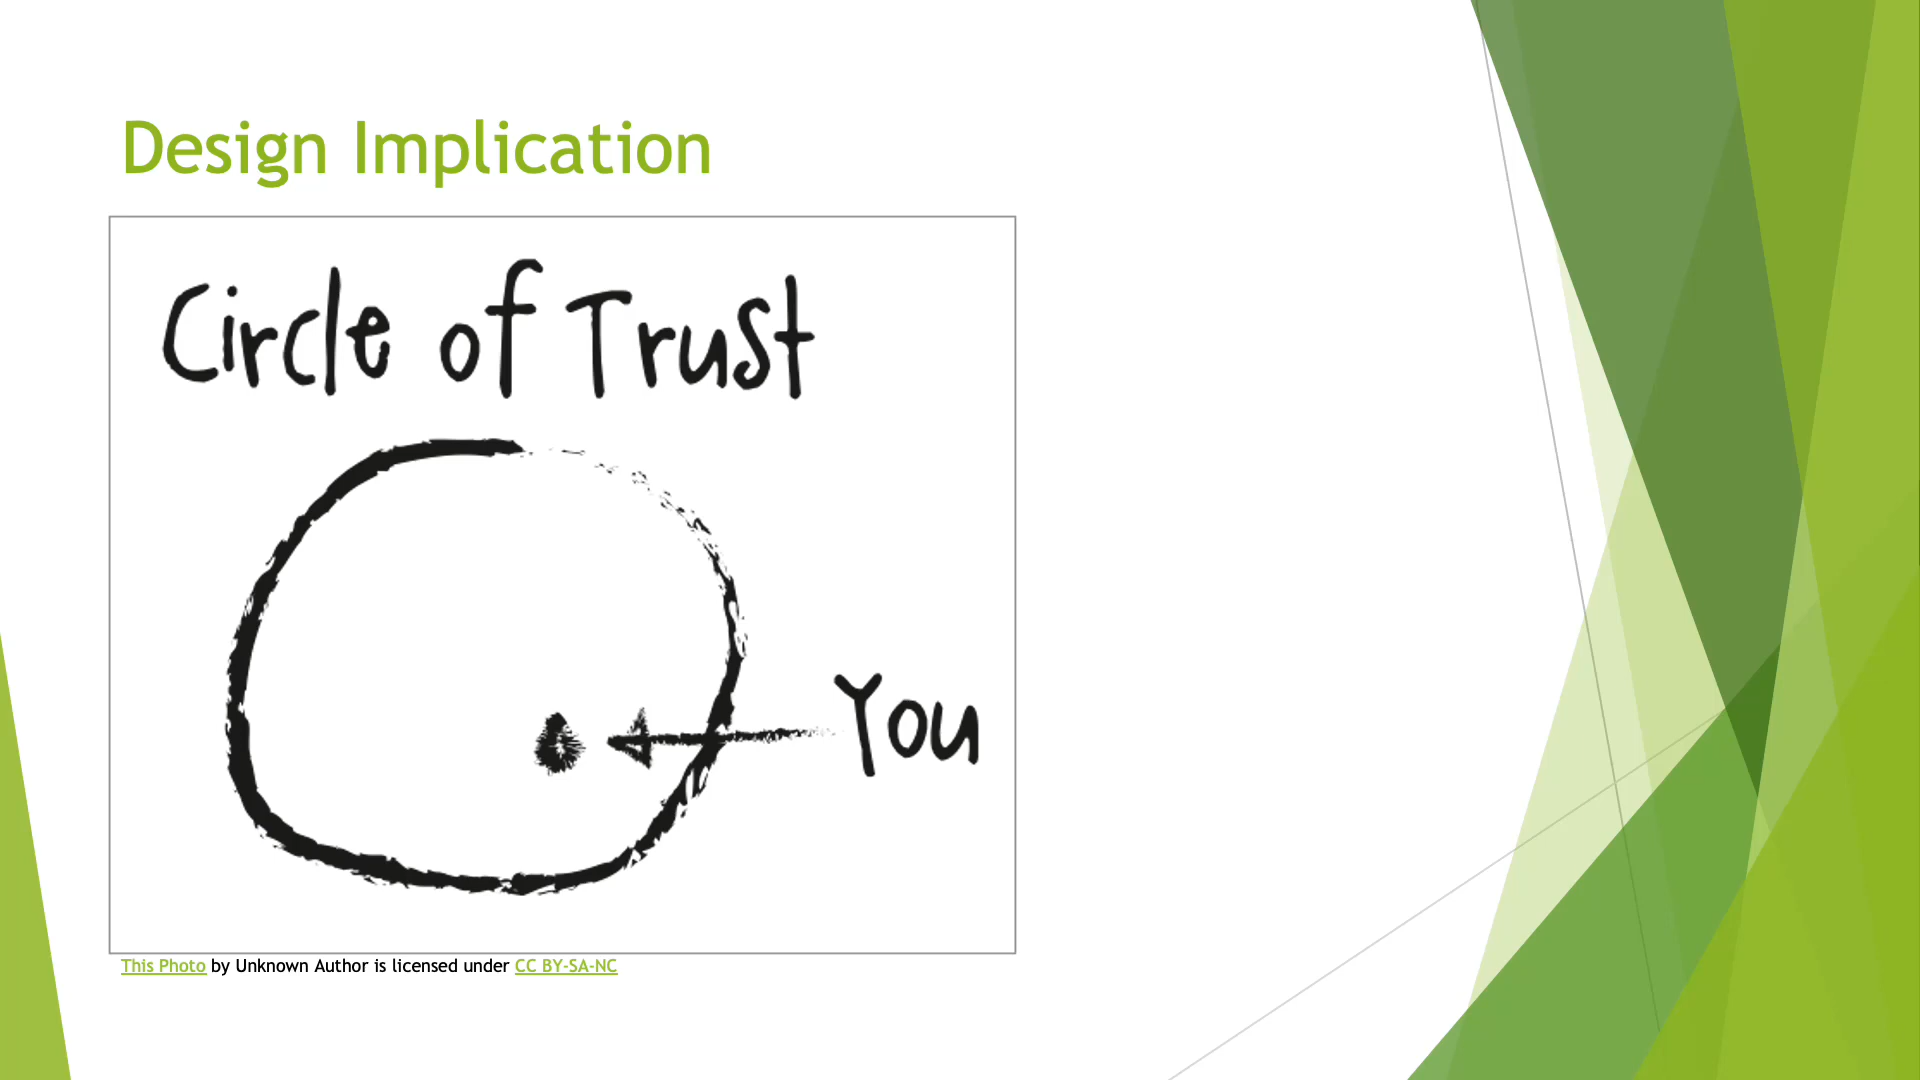 Design Implication
Circle of Trust
You
This Photo by Unknown Author is licensed under CC BY-SA-NC